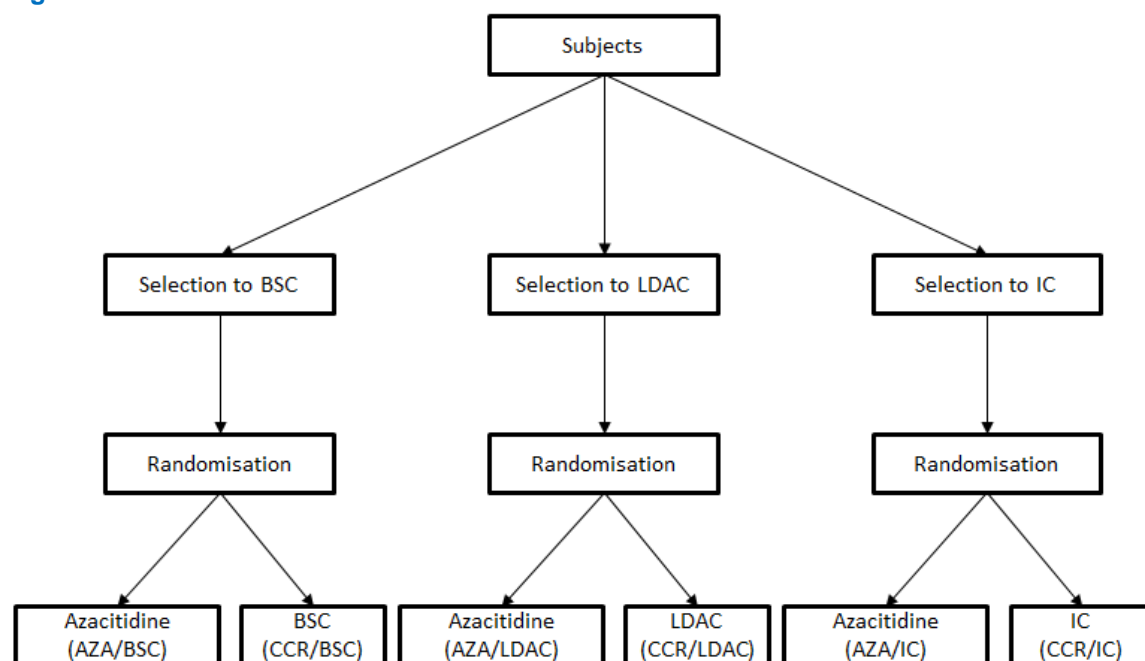 Subjects
Selection to BSC
Selection to LDAC
Selection to IC
Randomisation
Randomisation
Randomisation
Azacitidine
(AZA/BSC)
BSC
(CCR/BSC)
Azacitidine
(AZA/LDAC)
LDAC
(CCR/LDAC)
Azacitidine
(AZA/IC)
IC
(CCR/IC)